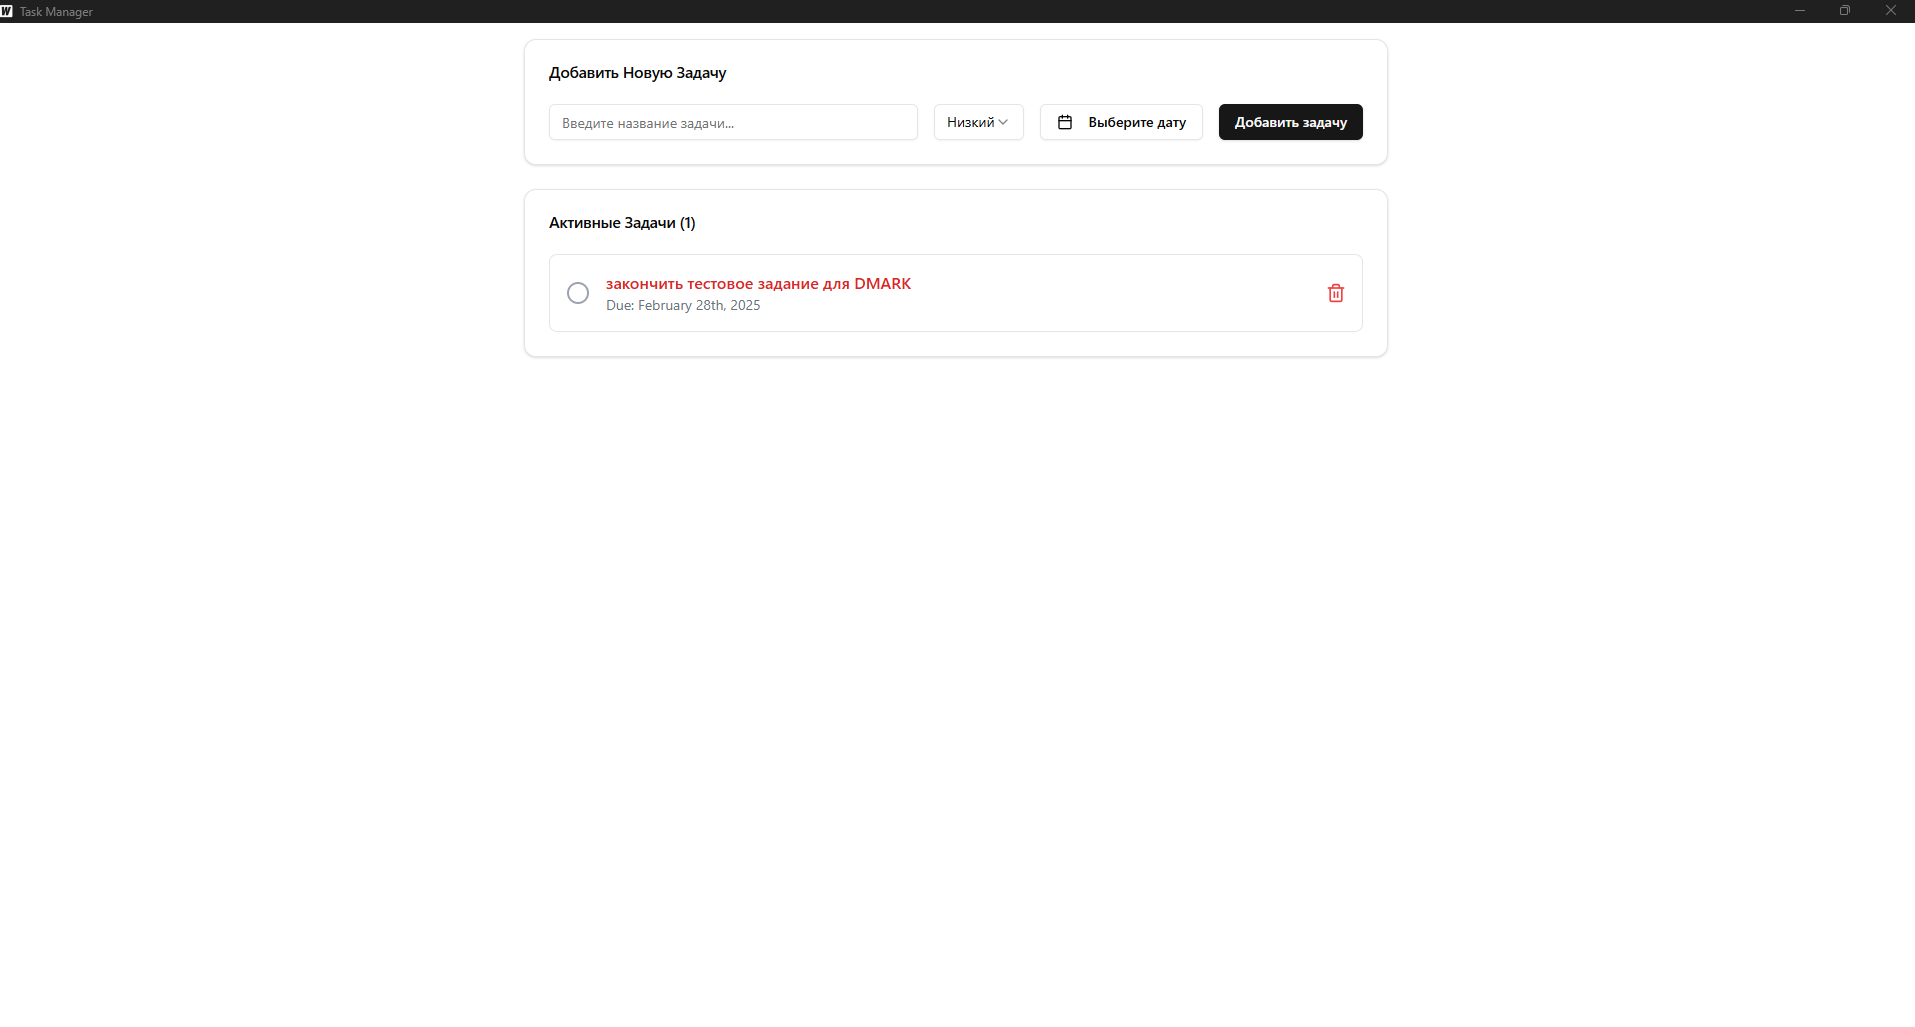 W Task Manager
Добавить Новую Задачу
Введите название задачи... Низкий Выберите дату Добавить задачу
Активные Задачи (1)
закончить тестовое задание для DMARK
Due: February 28th, 2025